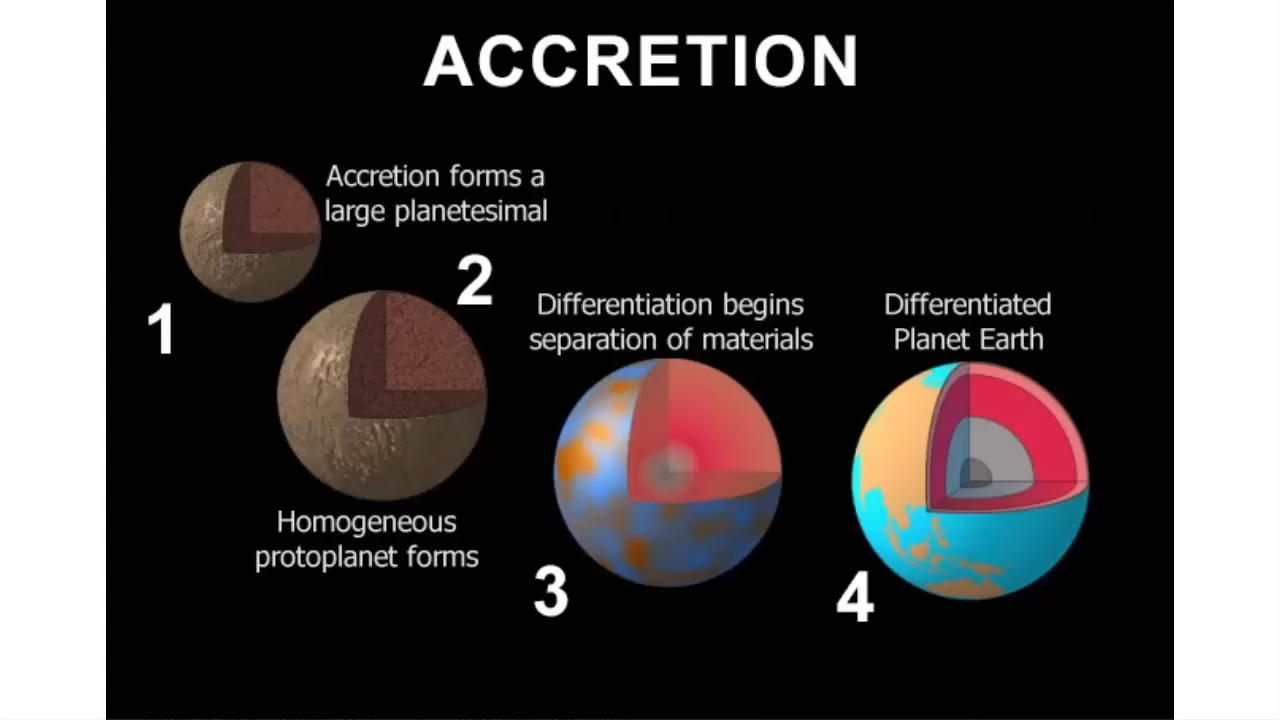 ACCRETION
Accretion forms a
large planetesimal
1
2
Homogeneous
protoplanet forms
Differentiation begins
separation of materials
3
Differentiated
Planet Earth
4